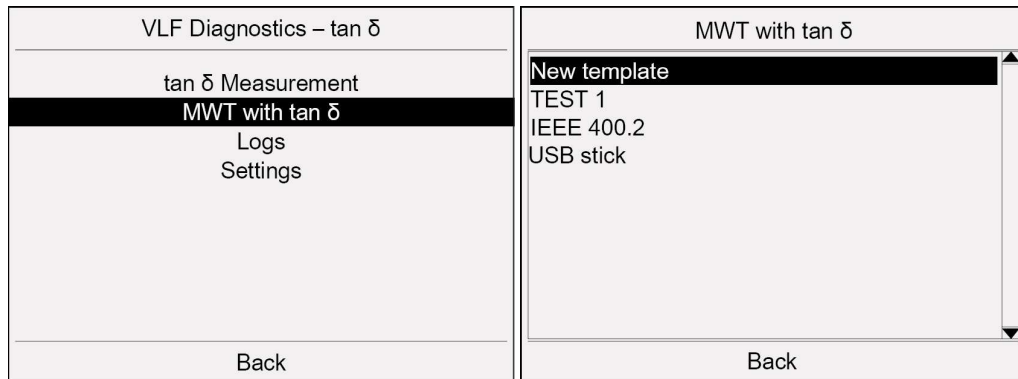 VLF Diagnostics – tan δ
tan δ Measurement
MWT with tan δ
Logs
Settings
Back
MWT with tan δ
New template
TEST 1
IEEE 400.2
USB stick
Back